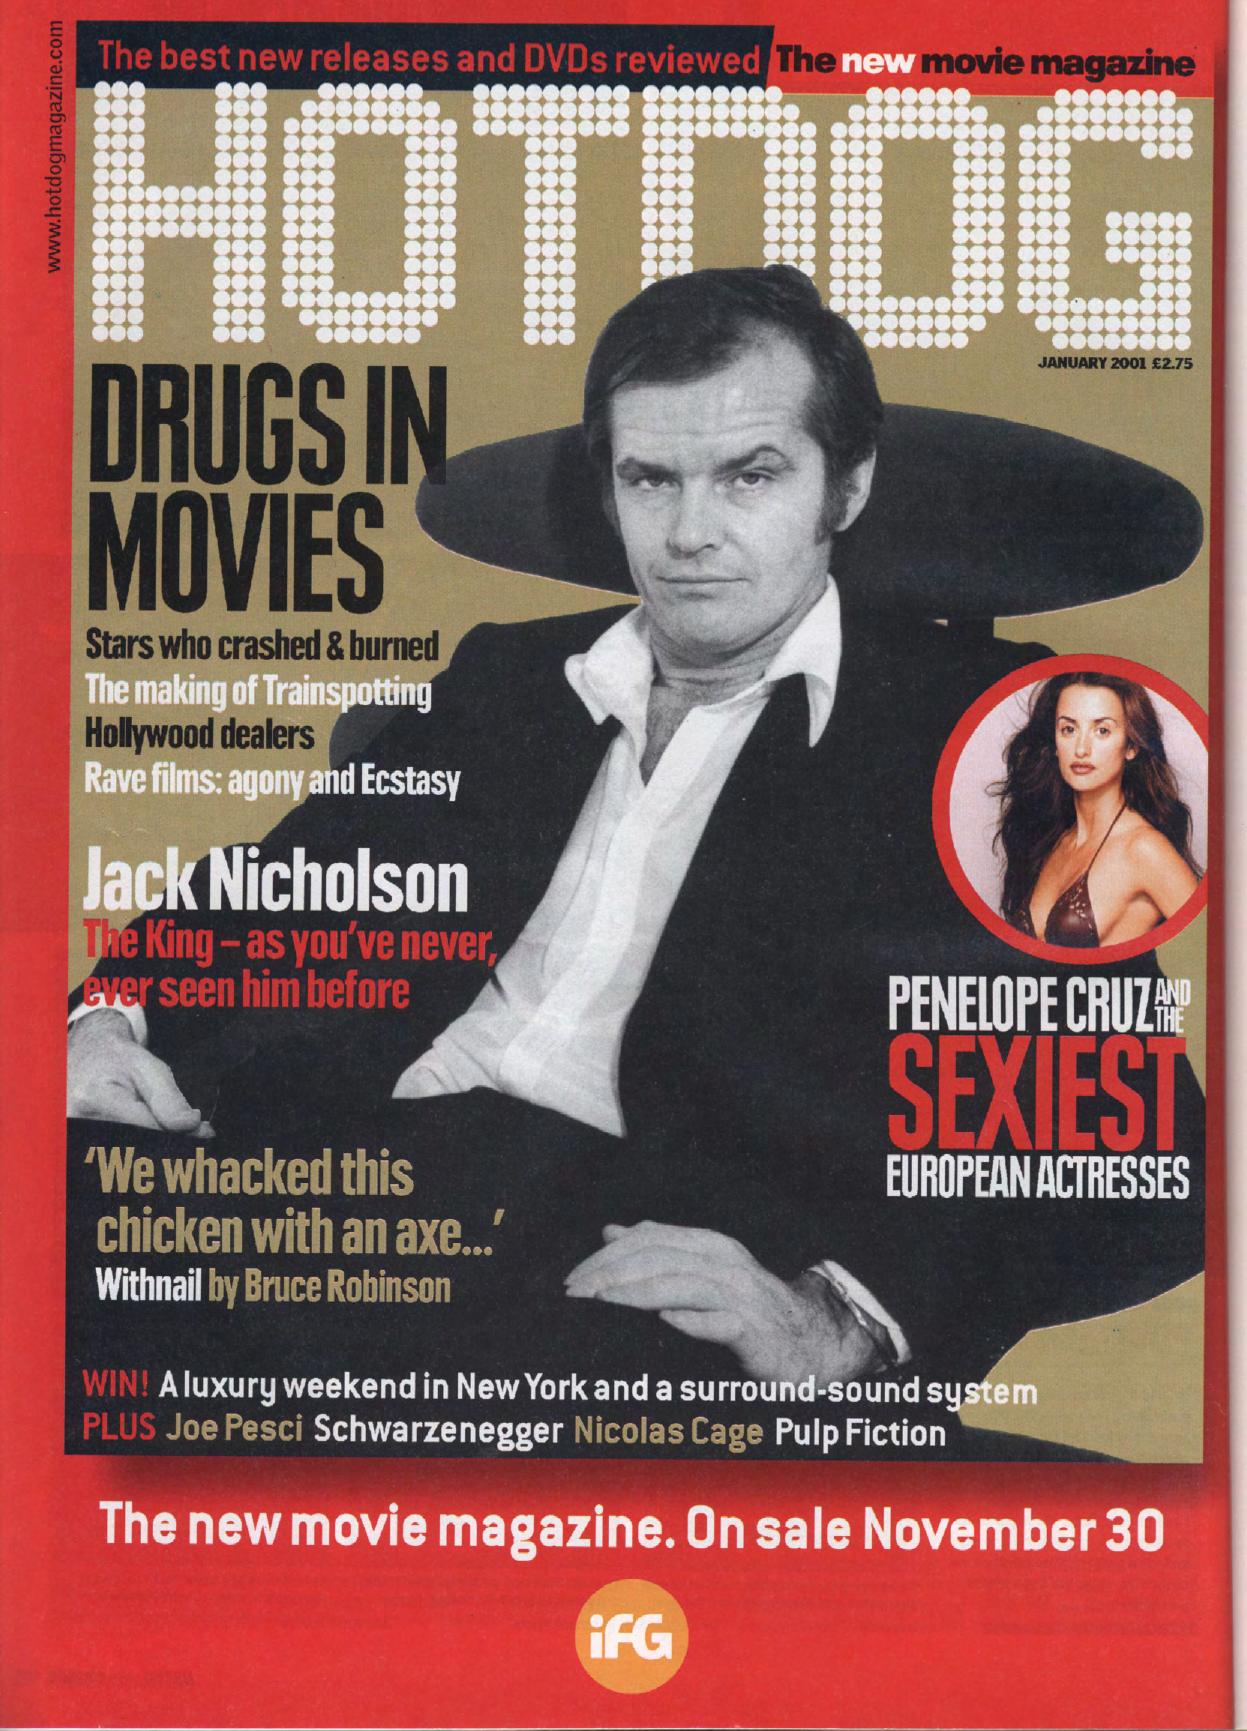 www.hotdogmagazine.com
The best new releases and DVDs reviewed
The new movie magazine
HOTDOG
JANUARY 2001 £2.75
DRUGS IN
MOVIES
Stars who crashed & burned
The making of Trainspotting
Hollywood dealers
Rave films: agony and Ecstasy
Jack Nicholson
The King – as you've never,
ever seen him before
PENELOPE CRUZ AND THE
SEXIEST
EUROPEAN ACTRESSES
'We whacked this
chicken with an axe...'
Withnail by Bruce Robinson
WIN! A luxury weekend in New York and a surround-sound system
PLUS Joe Pesci Schwarzenegger Nicolas Cage Pulp Fiction
The new movie magazine. On sale November 30
iFG